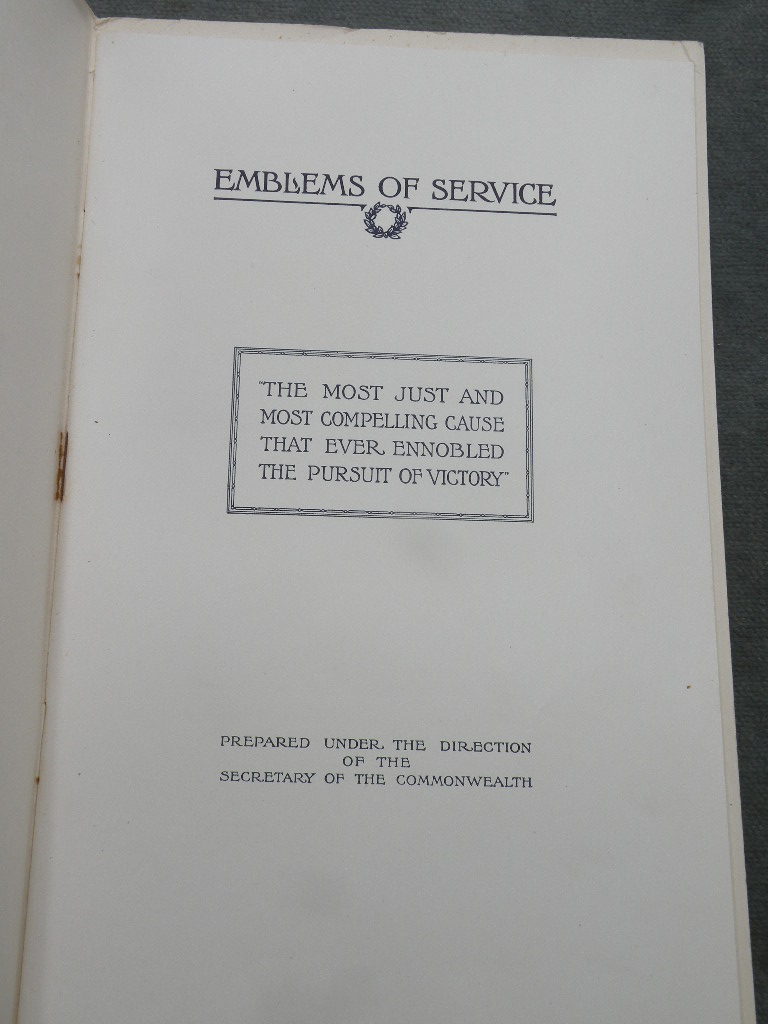 EMBLEMS OF SERVICE
"THE MOST JUST AND
MOST COMPELLING CAUSE
THAT EVER ENNOBLED
THE PURSUIT OF VICTORY"
PREPARED UNDER THE DIRECTION
OF THE
SECRETARY OF THE COMMONWEALTH